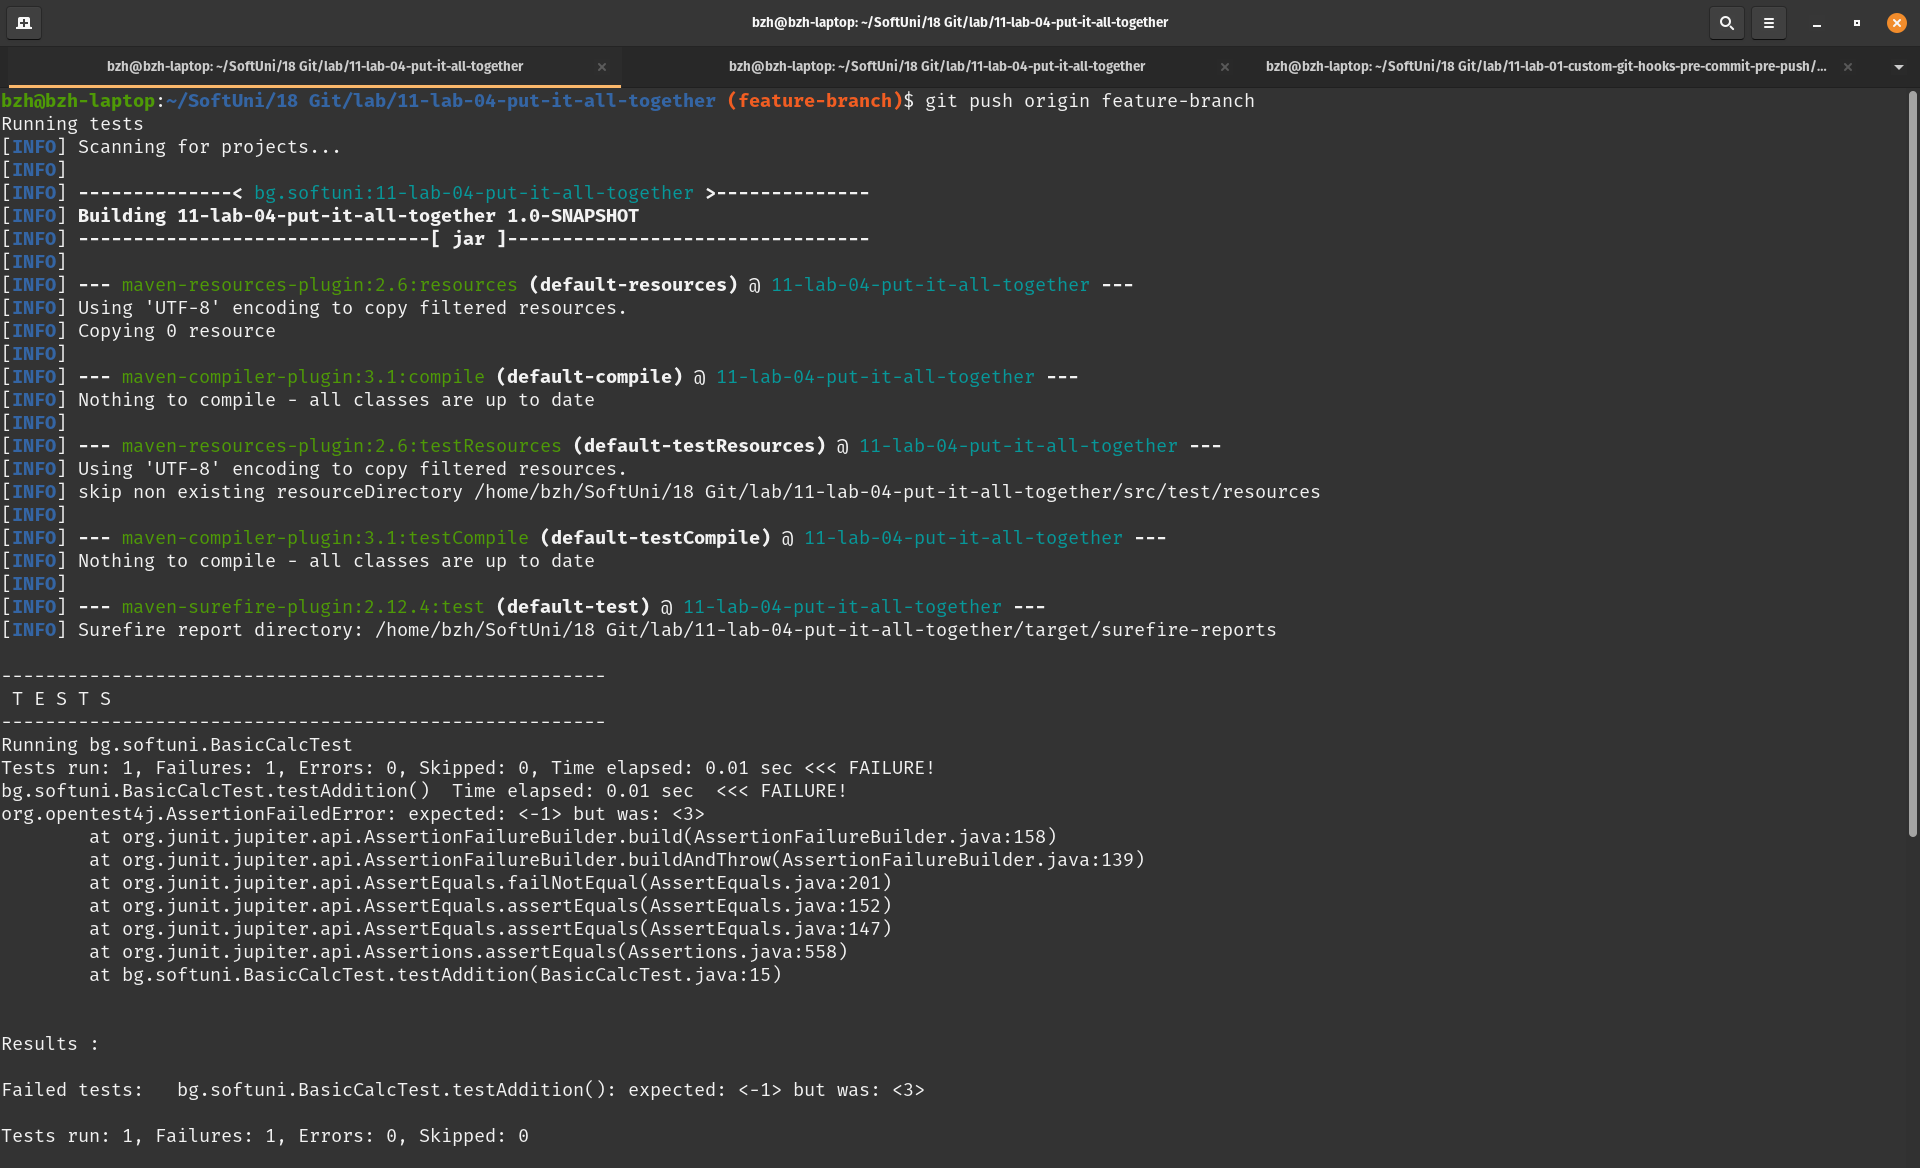 bzh@bzh-laptop: ~/SoftUni/18 Git/lab/11-lab-04-put-it-all-together
bzh@bzh-laptop: ~/SoftUni/18 Git/lab/11-lab-04-put-it-all-together
bzh@bzh-laptop: ~/SoftUni/18 Git/lab/11-lab-04-put-it-all-together
bzh@bzh-laptop: ~/SoftUni/18 Git/lab/11-lab-01-custom-git-hooks-pre-commit-pre-push/...
bzh@bzh-laptop:~/SoftUni/18 Git/lab/11-lab-04-put-it-all-together (feature-branch)$ git push origin feature-branch
Running tests
[INFO] Scanning for projects...
[INFO]
[INFO] --------------< bg.softuni:11-lab-04-put-it-all-together >--------------
[INFO] Building 11-lab-04-put-it-all-together 1.0-SNAPSHOT
[INFO] --------------------------------[ jar ]---------------------------------
[INFO]
[INFO] --- maven-resources-plugin:2.6:resources (default-resources) @ 11-lab-04-put-it-all-together ---
[INFO] Using 'UTF-8' encoding to copy filtered resources.
[INFO] Copying 0 resource
[INFO]
[INFO] --- maven-compiler-plugin:3.1:compile (default-compile) @ 11-lab-04-put-it-all-together ---
[INFO] Nothing to compile - all classes are up to date
[INFO]
[INFO] --- maven-resources-plugin:2.6:testResources (default-testResources) @ 11-lab-04-put-it-all-together ---
[INFO] Using 'UTF-8' encoding to copy filtered resources.
[INFO] skip non existing resourceDirectory /home/bzh/SoftUni/18 Git/lab/11-lab-04-put-it-all-together/src/test/resources
[INFO]
[INFO] --- maven-compiler-plugin:3.1:testCompile (default-testCompile) @ 11-lab-04-put-it-all-together ---
[INFO] Nothing to compile - all classes are up to date
[INFO]
[INFO] --- maven-surefire-plugin:2.12.4:test (default-test) @ 11-lab-04-put-it-all-together ---
[INFO] Surefire report directory: /home/bzh/SoftUni/18 Git/lab/11-lab-04-put-it-all-together/target/surefire-reports
-------------------------------------------------------
T E S T S
-------------------------------------------------------
Running bg.softuni.BasicCalcTest
Tests run: 1, Failures: 1, Errors: 0, Skipped: 0, Time elapsed: 0.01 sec <<< FAILURE!
bg.softuni.BasicCalcTest.testAddition()  Time elapsed: 0.01 sec  <<< FAILURE!
org.opentest4j.AssertionFailedError: expected: <-1> but was: <3>
at org.junit.jupiter.api.AssertionFailureBuilder.build(AssertionFailureBuilder.java:158)
at org.junit.jupiter.api.AssertionFailureBuilder.buildAndThrow(AssertionFailureBuilder.java:139)
at org.junit.jupiter.api.AssertEquals.failNotEqual(AssertEquals.java:201)
at org.junit.jupiter.api.AssertEquals.assertEquals(AssertEquals.java:152)
at org.junit.jupiter.api.AssertEquals.assertEquals(AssertEquals.java:147)
at org.junit.jupiter.api.Assertions.assertEquals(Assertions.java:558)
at bg.softuni.BasicCalcTest.testAddition(BasicCalcTest.java:15)
Results :
Failed tests:   bg.softuni.BasicCalcTest.testAddition(): expected: <-1> but was: <3>
Tests run: 1, Failures: 1, Errors: 0, Skipped: 0